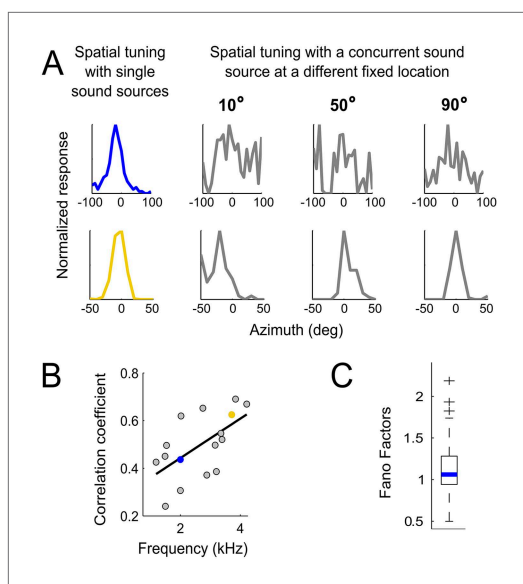 A
Spatial tuning
with single
sound sources
Spatial tuning with a concurrent sound
source at a different fixed location
10° 50° 90°
Normalized response
-100 0 100 -100 0 100 -100 0 100 -100 0 100
-50 0 50 -50 0 50 -50 0 50 -50 0 50
Azimuth (deg)
B
Correlation coefficient
0.8
0.6
0.4
0.2
2 4
Frequency (kHz)
C
Fano Factors
2
1.5
1
0.5